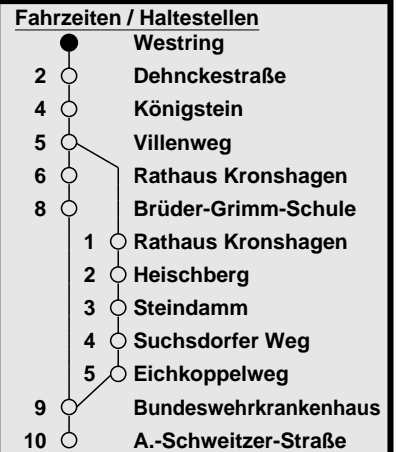 Fahrzeiten / Haltestellen
Westring
2 Dehnckestraße
4 Königstein
5 Villenweg
6 Rathaus Kronshagen
8 Brüder-Grimm-Schule
1 Rathaus Kronshagen
2 Heischberg
3 Steindamm
4 Suchsdorfer Weg
5 Eichkoppelweg
9 Bundeswehrkrankenhaus
10 A.-Schweitzer-Straße